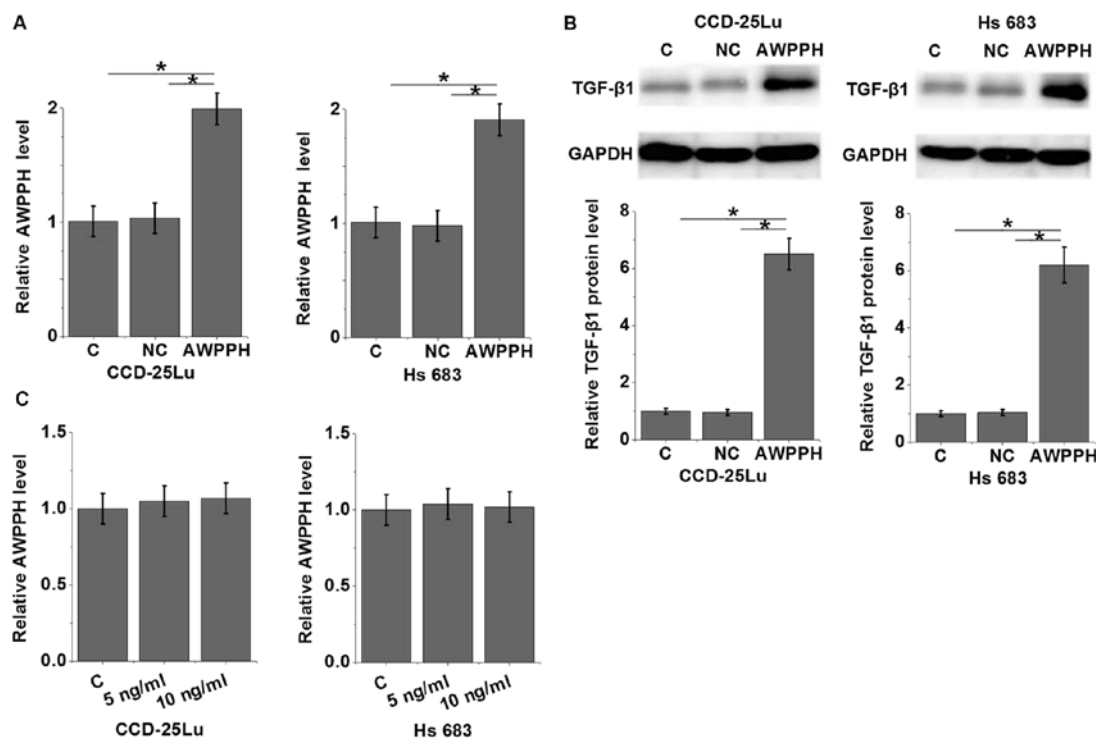 A
* *
Relative AWPPH level
2
1
0
C NC AWPPH
CCD-25Lu
* *
Relative AWPPH level
2
1
0
C NC AWPPH
Hs 683
B
CCD-25Lu
C NC AWPPH
TGF-β1
GAPDH
Hs 683
C NC AWPPH
TGF-β1
GAPDH
* *
Relative TGF-β1 protein level
8
6
4
2
0
C NC AWPPH
CCD-25Lu
* *
Relative TGF-β1 protein level
8
6
4
2
0
C NC AWPPH
Hs 683
C
Relative AWPPH level
1.5
1.0
0.5
0.0
C 5 ng/ml 10 ng/ml
CCD-25Lu
Relative AWPPH level
1.5
1.0
0.5
0.0
C 5 ng/ml 10 ng/ml
Hs 683